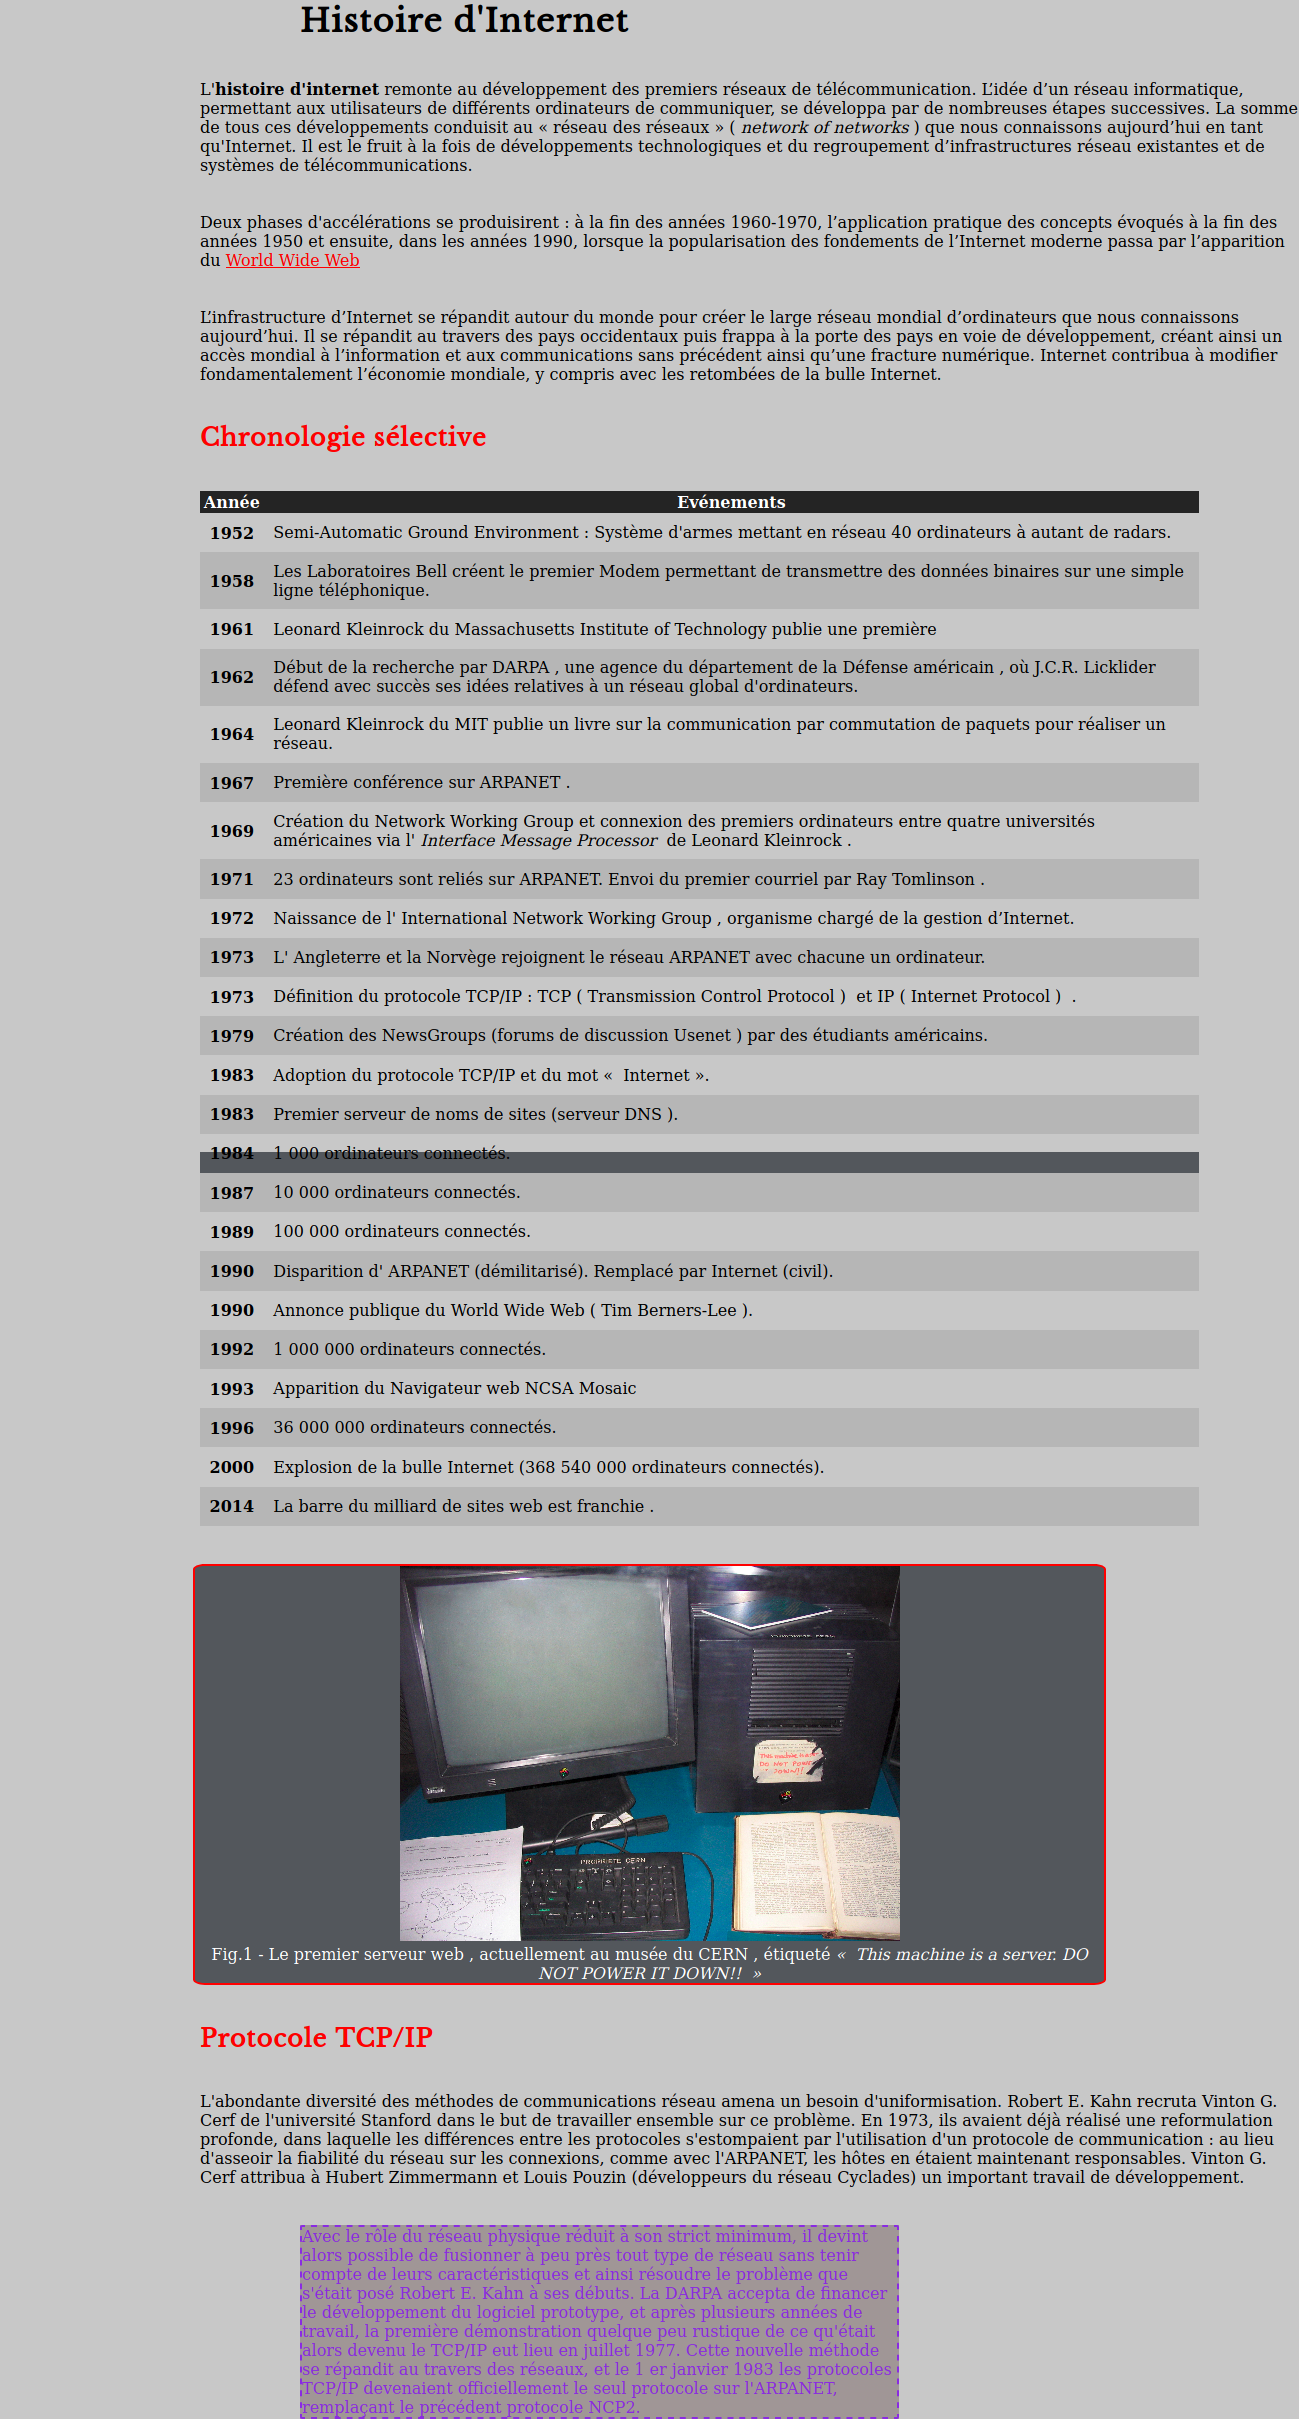 Histoire d'Internet
L'histoire d'internet remonte au développement des premiers réseaux de télécommunication. L’idée d’un réseau informatique,
permettant aux utilisateurs de différents ordinateurs de communiquer, se développa par de nombreuses étapes successives. La somme
de tous ces développements conduisit au « réseau des réseaux » ( network of networks ) que nous connaissons aujourd’hui en tant
qu'Internet. Il est le fruit à la fois de développements technologiques et du regroupement d’infrastructures réseau existantes et de
systèmes de télécommunications.
Deux phases d'accélérations se produisirent : à la fin des années 1960-1970, l’application pratique des concepts évoqués à la fin des
années 1950 et ensuite, dans les années 1990, lorsque la popularisation des fondements de l’Internet moderne passa par l’apparition
du World Wide Web
L’infrastructure d’Internet se répandit autour du monde pour créer le large réseau mondial d’ordinateurs que nous connaissons
aujourd’hui. Il se répandit au travers des pays occidentaux puis frappa à la porte des pays en voie de développement, créant ainsi un
accès mondial à l’information et aux communications sans précédent ainsi qu’une fracture numérique. Internet contribua à modifier
fondamentalement l’économie mondiale, y compris avec les retombées de la bulle Internet.
Chronologie sélective
Année Evénements
1952 Semi-Automatic Ground Environment : Système d'armes mettant en réseau 40 ordinateurs à autant de radars.
1958 Les Laboratoires Bell créent le premier Modem permettant de transmettre des données binaires sur une simple
ligne téléphonique.
1961 Leonard Kleinrock du Massachusetts Institute of Technology publie une première
1962 Début de la recherche par DARPA , une agence du département de la Défense américain , où J.C.R. Licklider
défend avec succès ses idées relatives à un réseau global d'ordinateurs.
1964 Leonard Kleinrock du MIT publie un livre sur la communication par commutation de paquets pour réaliser un
réseau.
1967 Première conférence sur ARPANET .
1969 Création du Network Working Group et connexion des premiers ordinateurs entre quatre universités
américaines via l' Interface Message Processor  de Leonard Kleinrock .
1971 23 ordinateurs sont reliés sur ARPANET. Envoi du premier courriel par Ray Tomlinson .
1972 Naissance de l' International Network Working Group , organisme chargé de la gestion d’Internet.
1973 L' Angleterre et la Norvège rejoignent le réseau ARPANET avec chacune un ordinateur.
1973 Définition du protocole TCP/IP : TCP ( Transmission Control Protocol )  et IP ( Internet Protocol )  .
1979 Création des NewsGroups (forums de discussion Usenet ) par des étudiants américains.
1983 Adoption du protocole TCP/IP et du mot «  Internet ».
1983 Premier serveur de noms de sites (serveur DNS ).
1984 1 000 ordinateurs connectés.
1987 10 000 ordinateurs connectés.
1989 100 000 ordinateurs connectés.
1990 Disparition d' ARPANET (démilitarisé). Remplacé par Internet (civil).
1990 Annonce publique du World Wide Web ( Tim Berners-Lee ).
1992 1 000 000 ordinateurs connectés.
1993 Apparition du Navigateur web NCSA Mosaic
1996 36 000 000 ordinateurs connectés.
2000 Explosion de la bulle Internet (368 540 000 ordinateurs connectés).
2014 La barre du milliard de sites web est franchie .
This machine is a
DO NOT POWER
DOWN!!
PROPRIETE CERN
Fig.1 - Le premier serveur web , actuellement au musée du CERN , étiqueté «  This machine is a server. DO
NOT POWER IT DOWN!!  »
Protocole TCP/IP
L'abondante diversité des méthodes de communications réseau amena un besoin d'uniformisation. Robert E. Kahn recruta Vinton G.
Cerf de l'université Stanford dans le but de travailler ensemble sur ce problème. En 1973, ils avaient déjà réalisé une reformulation
profonde, dans laquelle les différences entre les protocoles s'estompaient par l'utilisation d'un protocole de communication : au lieu
d'asseoir la fiabilité du réseau sur les connexions, comme avec l'ARPANET, les hôtes en étaient maintenant responsables. Vinton G.
Cerf attribua à Hubert Zimmermann et Louis Pouzin (développeurs du réseau Cyclades) un important travail de développement.
Avec le rôle du réseau physique réduit à son strict minimum, il devint
alors possible de fusionner à peu près tout type de réseau sans tenir
compte de leurs caractéristiques et ainsi résoudre le problème que
s'était posé Robert E. Kahn à ses débuts. La DARPA accepta de financer
le développement du logiciel prototype, et après plusieurs années de
travail, la première démonstration quelque peu rustique de ce qu'était
alors devenu le TCP/IP eut lieu en juillet 1977. Cette nouvelle méthode
se répandit au travers des réseaux, et le 1 er janvier 1983 les protocoles
TCP/IP devenaient officiellement le seul protocole sur l'ARPANET,
remplaçant le précédent protocole NCP2.